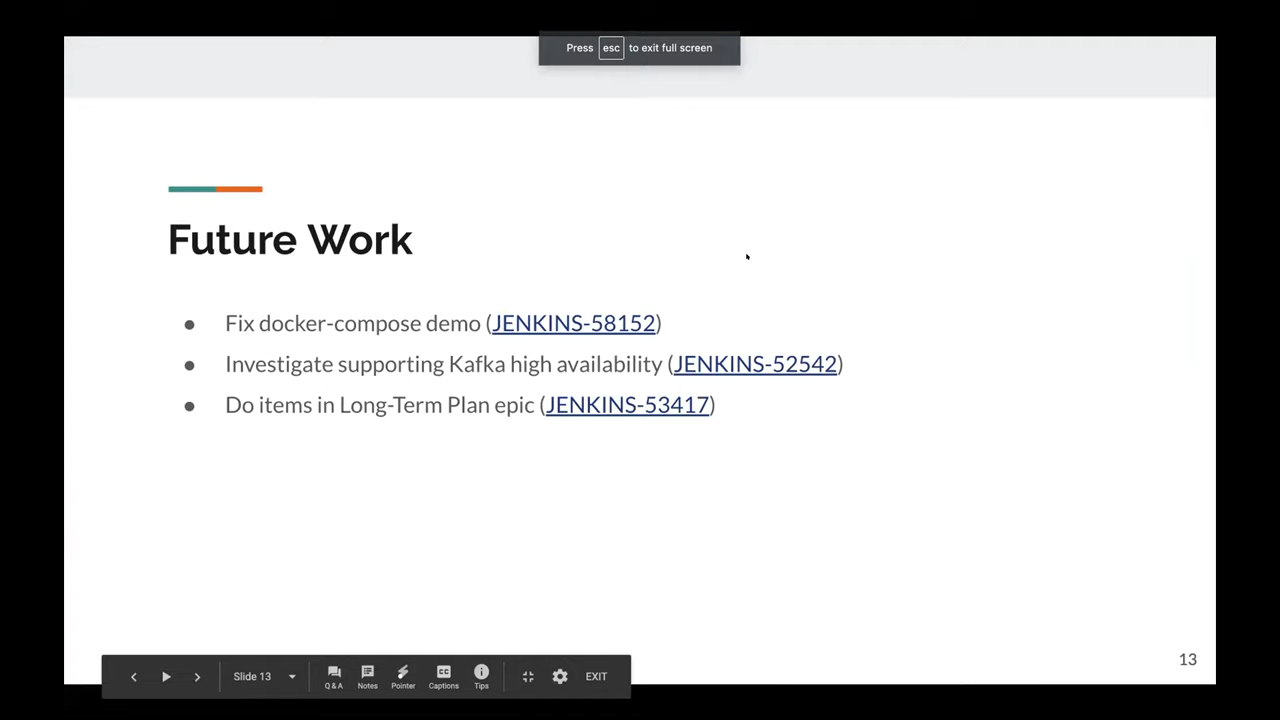 Press esc to exit full screen
Future Work
● Fix docker-compose demo (JENKINS-58152)
● Investigate supporting Kafka high availability (JENKINS-52542)
● Do items in Long-Term Plan epic (JENKINS-53417)
13
Slide 13
Q & A
Notes
Pointer
CC
Captions
Tips
EXIT